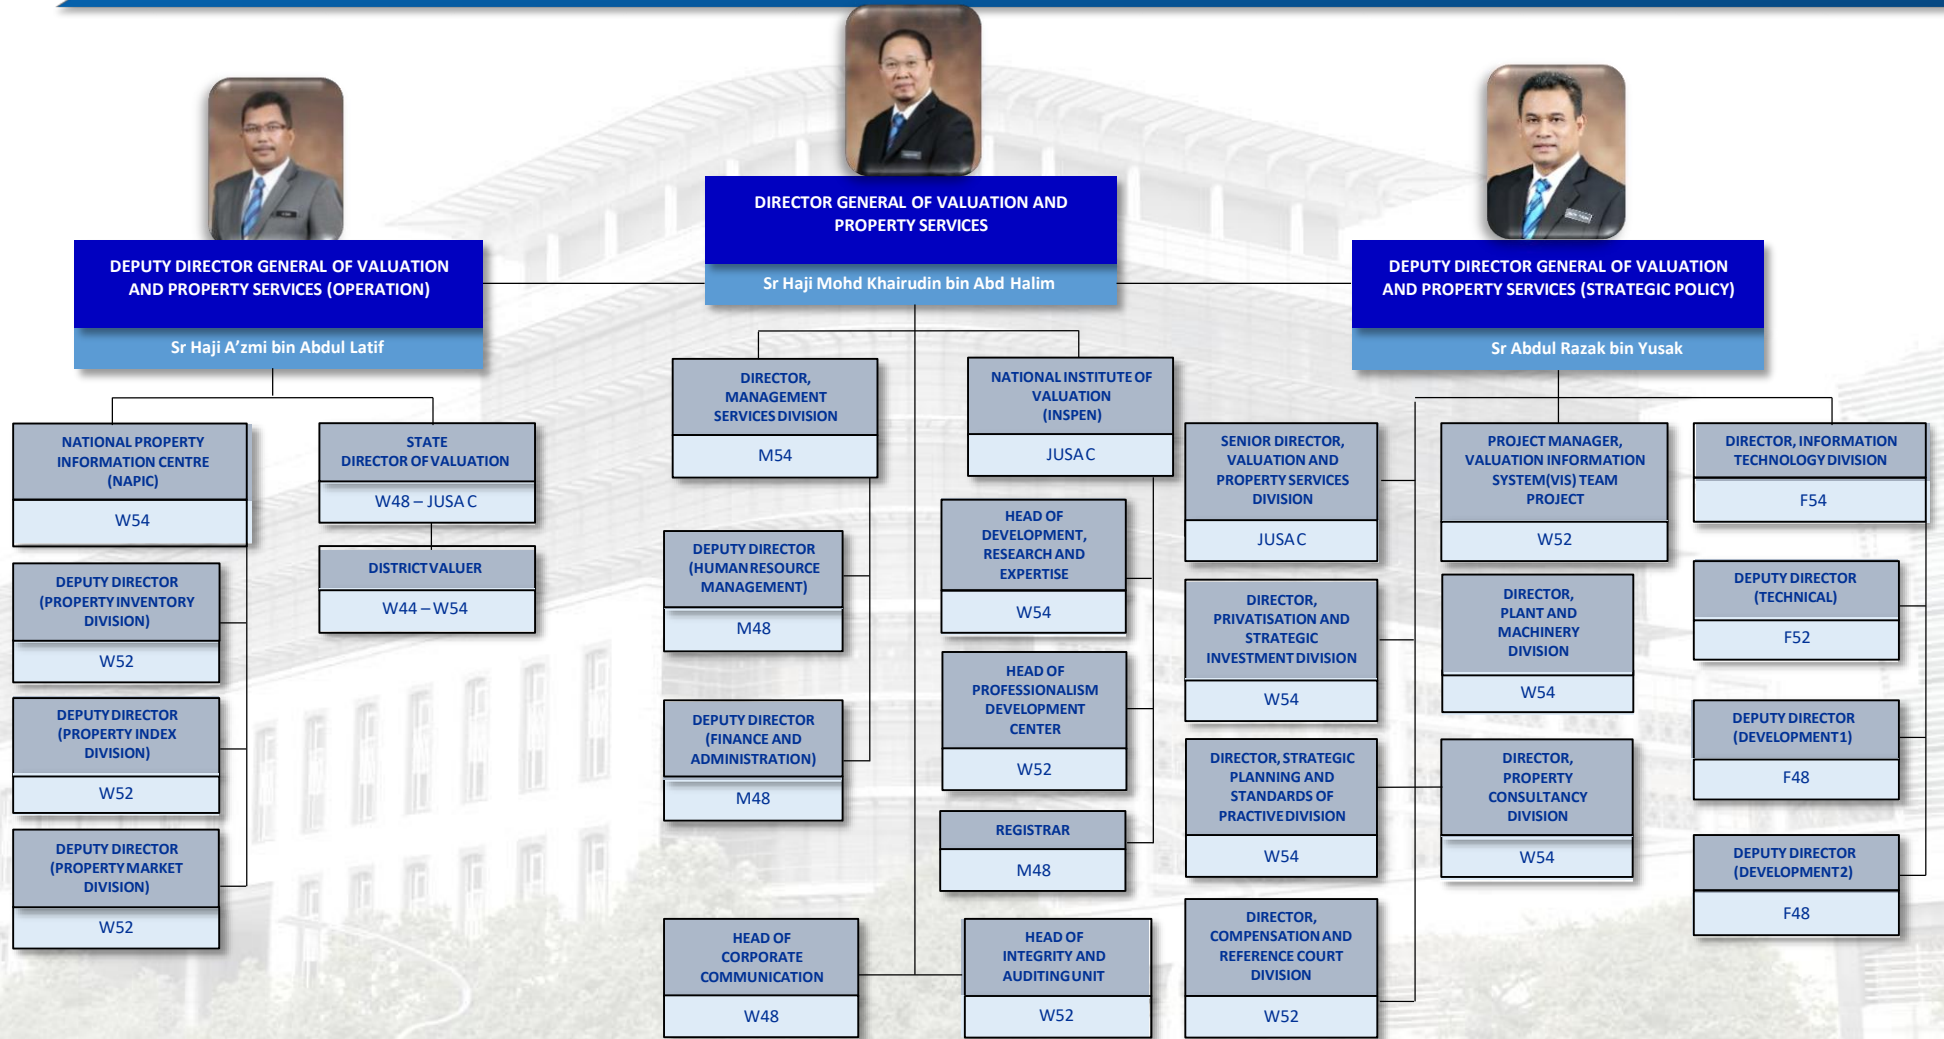 DIRECTOR GENERAL OF VALUATION AND
PROPERTY SERVICES
Sr Haji Mohd Khairudin bin Abd Halim
DEPUTY DIRECTOR GENERAL OF VALUATION
AND PROPERTY SERVICES (OPERATION)
Sr Haji A’zmi bin Abdul Latif
DEPUTY DIRECTOR GENERAL OF VALUATION
AND PROPERTY SERVICES (STRATEGIC POLICY)
Sr Abdul Razak bin Yusak
NATIONAL PROPERTY
INFORMATION CENTRE
(NAPIC)
W54
DEPUTY DIRECTOR
(PROPERTY INVENTORY
DIVISION)
W52
DEPUTY DIRECTOR
(PROPERTY INDEX
DIVISION)
W52
DEPUTY DIRECTOR
(PROPERTY MARKET
DIVISION)
W52
STATE
DIRECTOR OF VALUATION
W48 – JUSA C
DISTRICT VALUER
W44 – W54
DIRECTOR,
MANAGEMENT
SERVICES DIVISION
M54
DEPUTY DIRECTOR
(HUMAN RESOURCE
MANAGEMENT)
M48
DEPUTY DIRECTOR
(FINANCE AND
ADMINISTRATION)
M48
HEAD OF
CORPORATE
COMMUNICATION
W48
NATIONAL INSTITUTE OF
VALUATION
(INSPEN)
JUSA C
HEAD OF
DEVELOPMENT,
RESEARCH AND
EXPERTISE
W54
HEAD OF
PROFESSIONALISM
DEVELOPMENT
CENTER
W52
REGISTRAR
M48
HEAD OF
INTEGRITY AND
AUDITING UNIT
W52
SENIOR DIRECTOR,
VALUATION AND
PROPERTY SERVICES
DIVISION
JUSA C
DIRECTOR,
PRIVATISATION AND
STRATEGIC
INVESTMENT DIVISION
W54
DIRECTOR, STRATEGIC
PLANNING AND
STANDARDS OF
PRACTIVE DIVISION
W54
DIRECTOR,
COMPENSATION AND
REFERENCE COURT
DIVISION
W52
PROJECT MANAGER,
VALUATION INFORMATION
SYSTEM(VIS) TEAM
PROJECT
W52
DIRECTOR,
PLANT AND
MACHINERY
DIVISION
W54
DIRECTOR,
PROPERTY
CONSULTANCY
DIVISION
W54
DIRECTOR, INFORMATION
TECHNOLOGY DIVISION
F54
DEPUTY DIRECTOR
(TECHNICAL)
F52
DEPUTY DIRECTOR
(DEVELOPMENT 1)
F48
DEPUTY DIRECTOR
(DEVELOPMENT 2)
F48